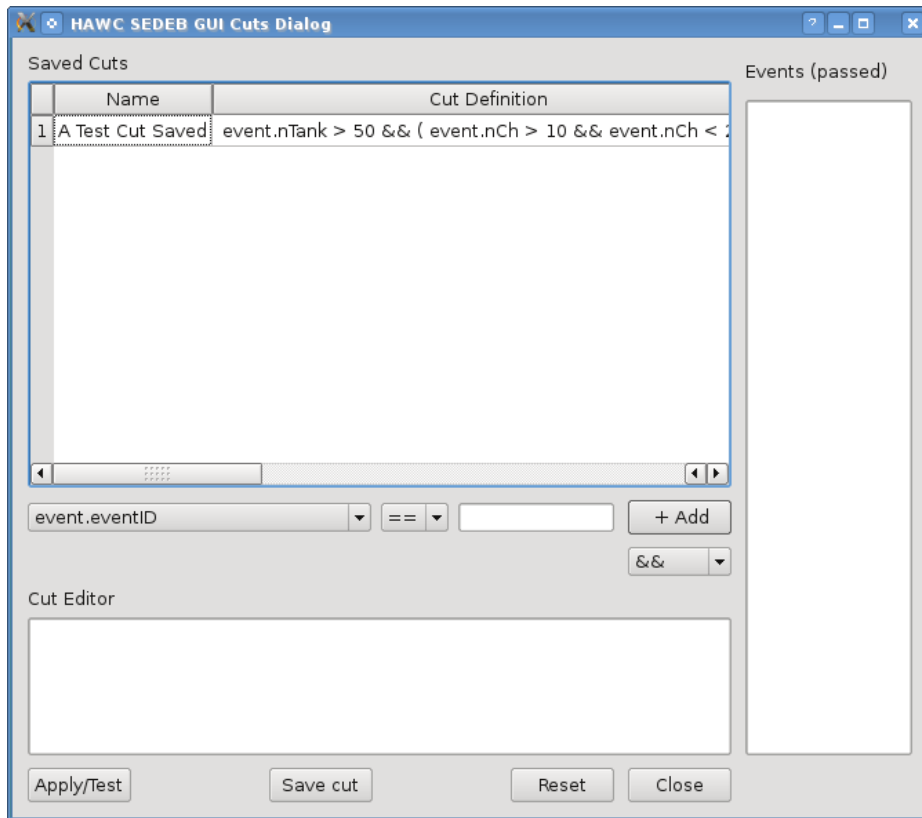 HAWC SEDEB GUI Cuts Dialog
Saved Cuts
Events (passed)
Name Cut Definition
1 A Test Cut Saved event.nTank > 50 && ( event.nCh > 10 && event.nCh <
event.eventID == + Add
&&
Cut Editor
Apply/Test Save cut Reset Close